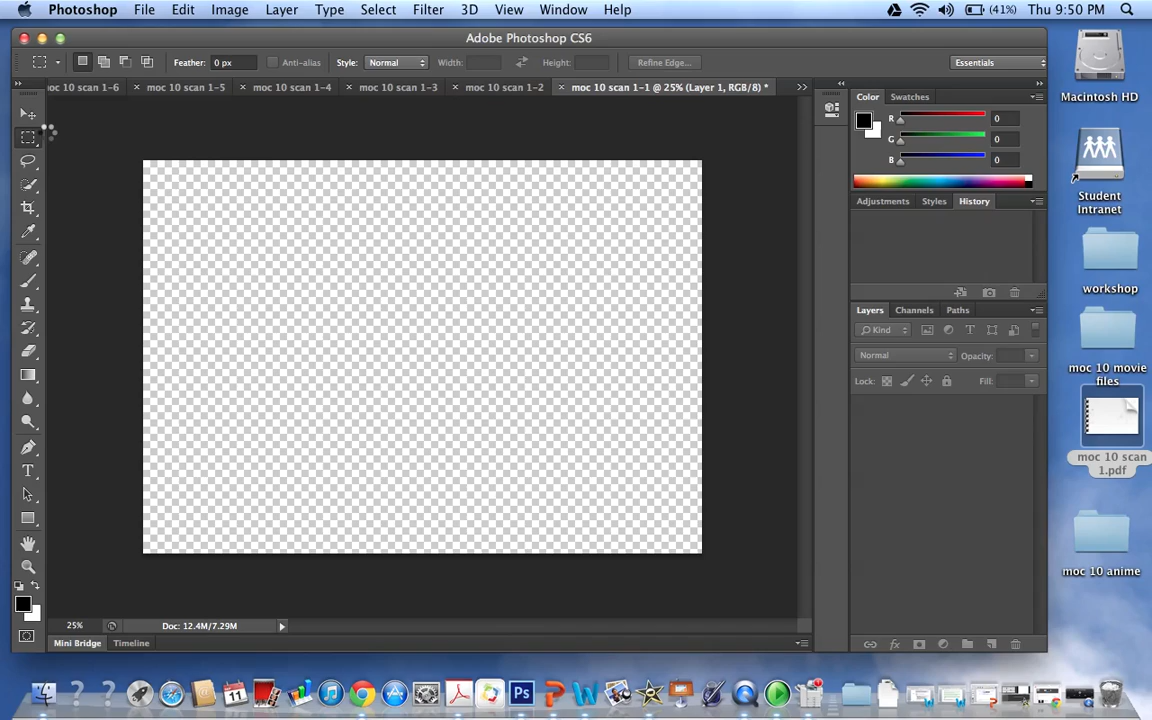 Photoshop File Edit Image Layer Type Select Filter 3D View Window Help (41%) Thu 9:50 PM
Adobe Photoshop CS6
Feather: 0 px Anti-alias Style: Normal Width: Height: Refine Edge... Essentials
oc 10 scan 1-6 moc 10 scan 1-5 moc 10 scan 1-4 moc 10 scan 1-3 moc 10 scan 1-2 moc 10 scan 1-1 @ 25% (Layer 1, RGB/8) *
Color Swatches
R 0
G 0
B 0
Adjustments Styles History
Layers Channels Paths
Kind
Normal Opacity:
Lock: Fill:
25% Doc: 12.4M/7.29M
Mini Bridge Timeline
Macintosh HD
Student
Intranet
workshop
moc 10 movie
files
moc 10 scan
1.pdf
moc 10 anime
11
Ps